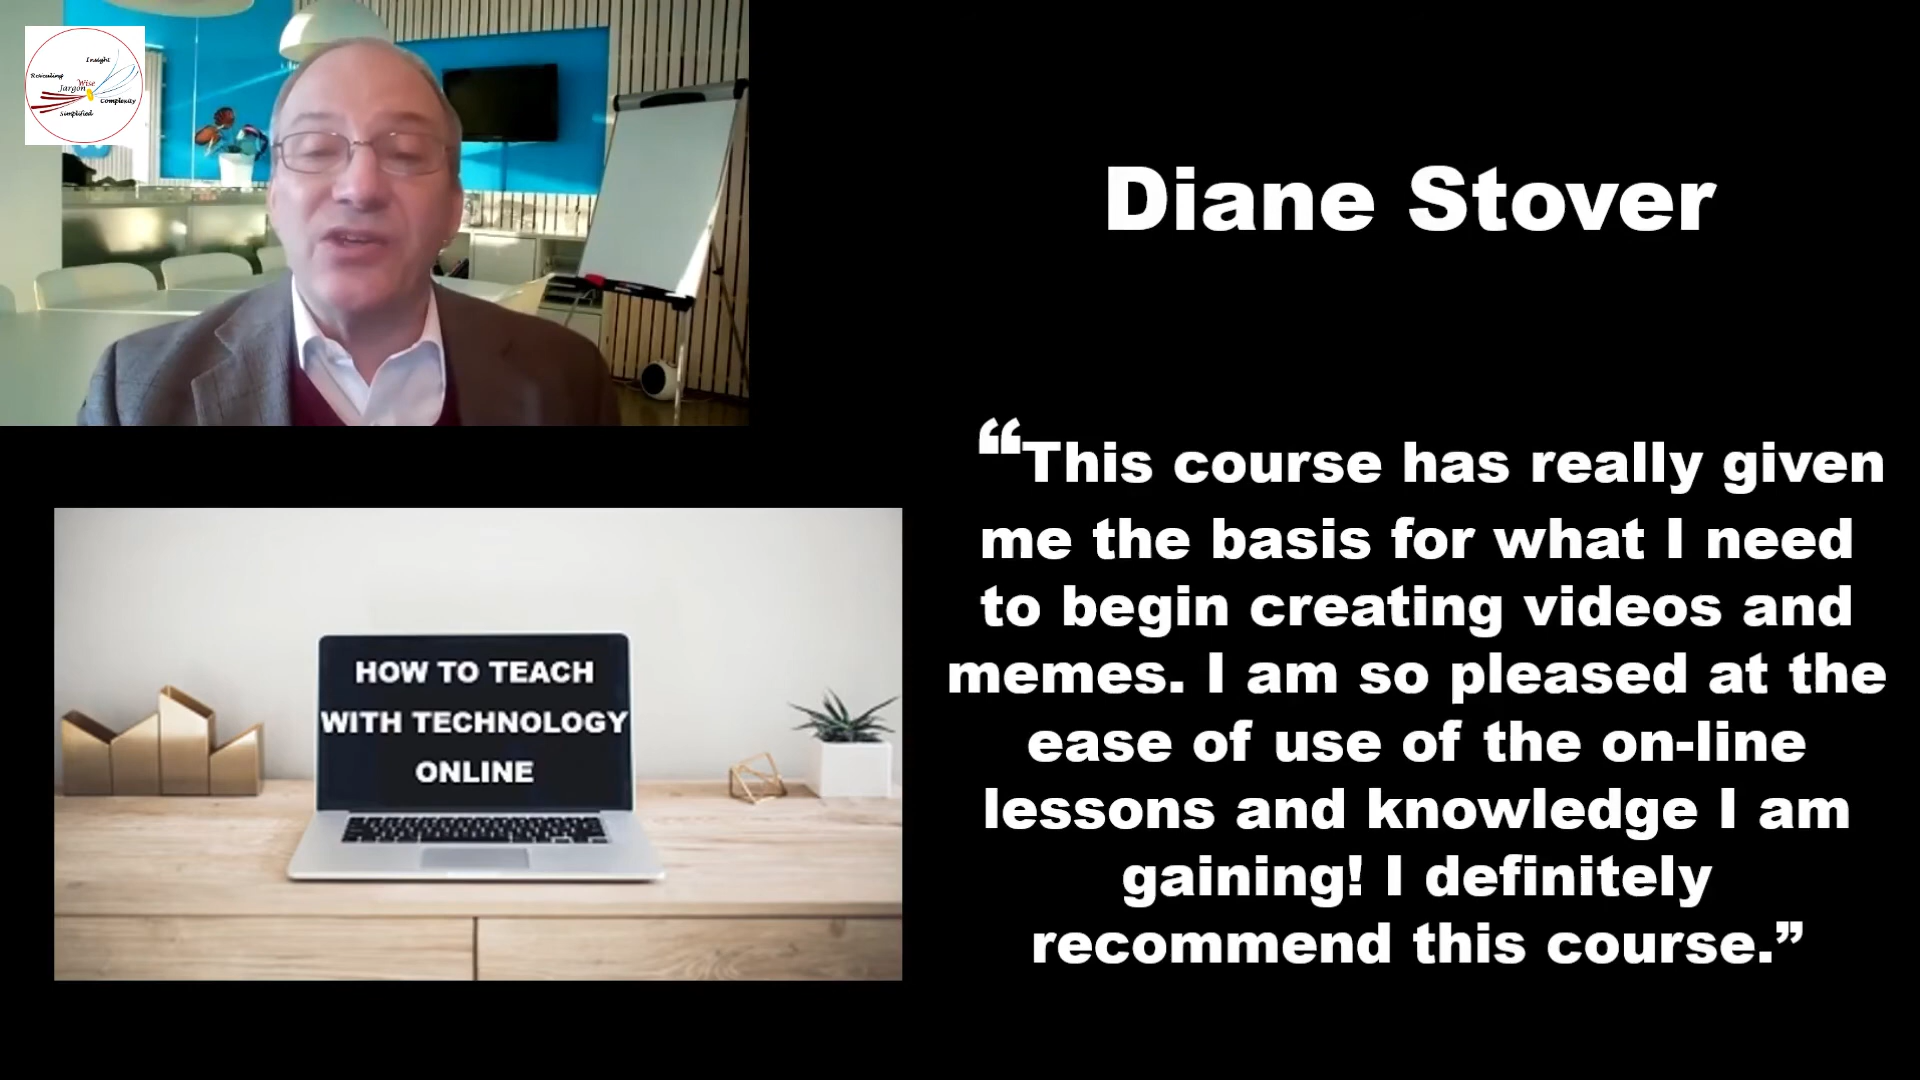 Insight
Revealing
Wise
Jargon
Complexity
Simplified
Diane Stover
“This course has really given
me the basis for what I need
to begin creating videos and
memes. I am so pleased at the
ease of use of the on-line
lessons and knowledge I am
gaining! I definitely
recommend this course.”
HOW TO TEACH
WITH TECHNOLOGY
ONLINE